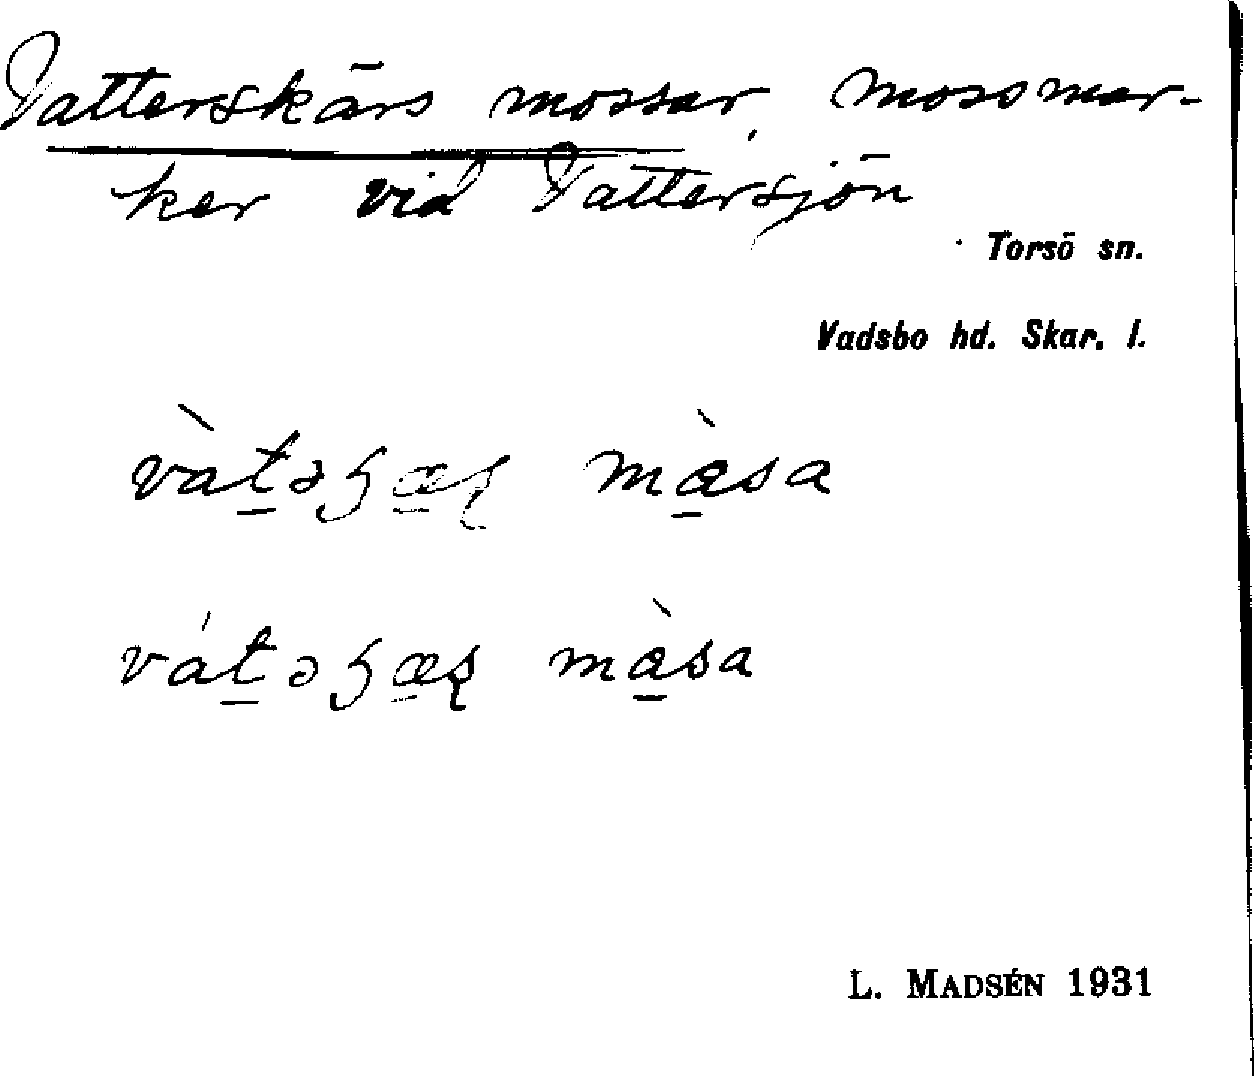 Vatterskärs mossar, mossmar-
ker vid Vattersjön
Torsö sn.
Vadsbo hd. Skar. l.
L. MADSÉN 1931